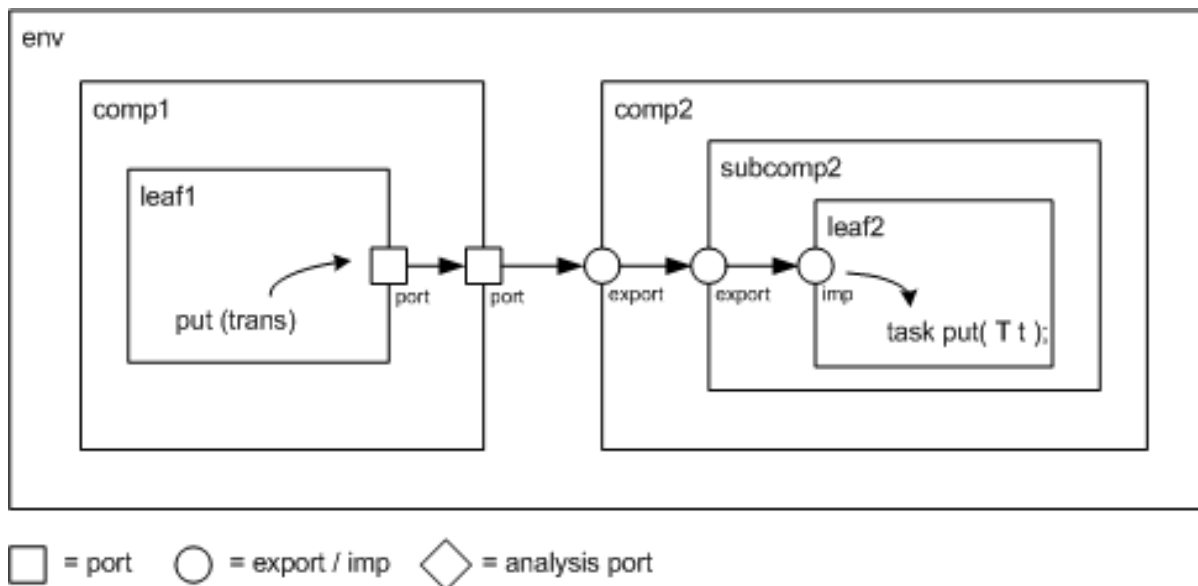 env
comp1
comp2
subcomp2
leaf1
leaf2
port
port
export
export
imp
put (trans)
task put( T t );
= port
= export / imp
= analysis port